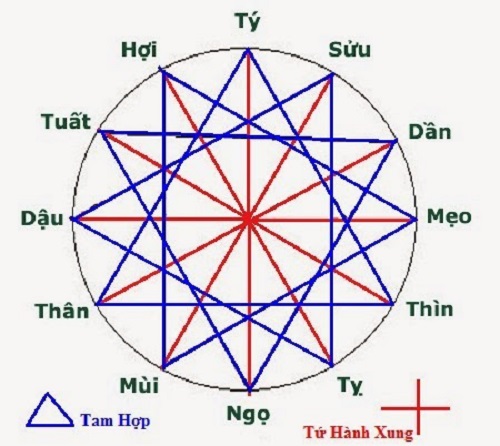 Tý
Hợi
Sửu
Tuất
Dần
Dậu
Mẹo
Thân
Thìn
Mùi
Tỵ
Ngọ
Tam Hợp
Tứ Hành Xung